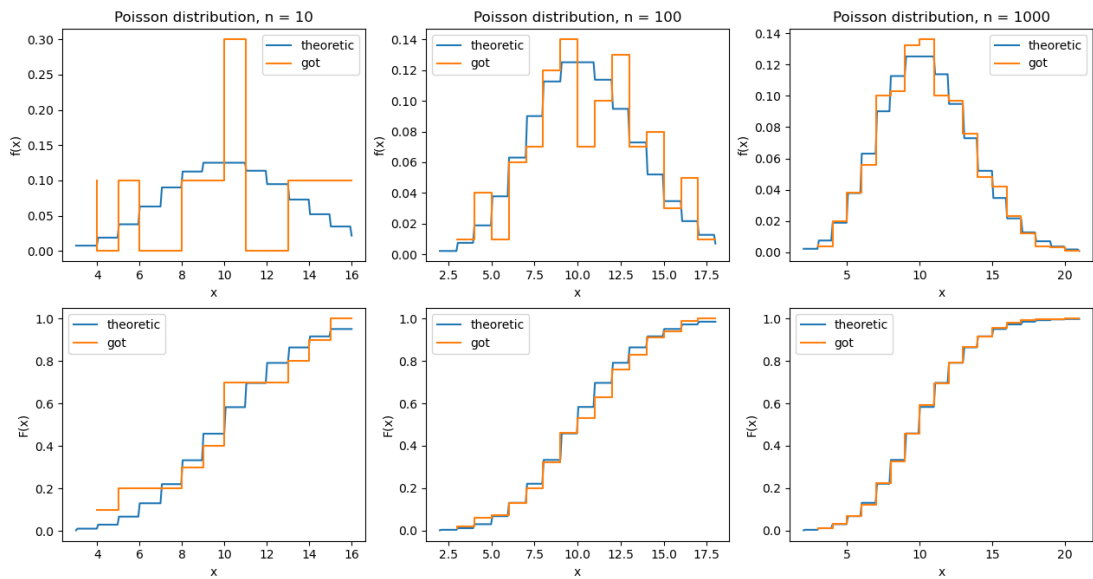 Poisson distribution, n = 10
0.30
0.25
0.20
0.15
0.10
0.05
0.00
f(x)
theoretic
got
4 6 8 10 12 14 16
x
Poisson distribution, n = 100
0.14
0.12
0.10
0.08
0.06
0.04
0.02
0.00
f(x)
theoretic
got
2.5 5.0 7.5 10.0 12.5 15.0 17.5
x
Poisson distribution, n = 1000
0.14
0.12
0.10
0.08
0.06
0.04
0.02
0.00
f(x)
theoretic
got
5 10 15 20
x
1.0
0.8
0.6
0.4
0.2
0.0
F(x)
theoretic
got
4 6 8 10 12 14 16
x
1.0
0.8
0.6
0.4
0.2
0.0
F(x)
theoretic
got
2.5 5.0 7.5 10.0 12.5 15.0 17.5
x
1.0
0.8
0.6
0.4
0.2
0.0
F(x)
theoretic
got
5 10 15 20
x